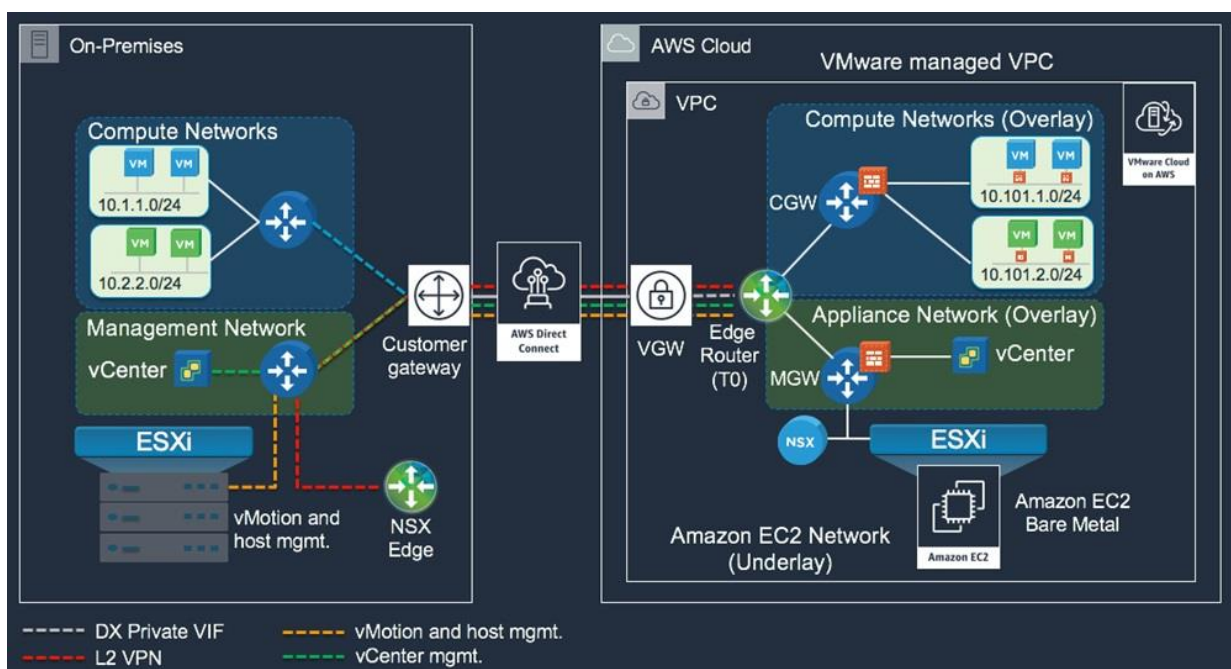 On-Premises
Compute Networks
VM VM
10.1.1.0/24
VM VM
10.2.2.0/24
Management Network
vCenter
ESXi
vMotion and
host mgmt.
NSX
Edge
Customer
gateway
AWS Direct
Connect
AWS Cloud
VMware managed VPC
VPC
VMware Cloud
on AWS
Compute Networks (Overlay)
CGW
VM VM
10.101.1.0/24
VM VM
10.101.2.0/24
VGW
Edge
Router
(T0)
Appliance Network (Overlay)
MGW
vCenter
NSX
ESXi
Amazon EC2
Amazon EC2
Bare Metal
Amazon EC2 Network
(Underlay)
DX Private VIF
L2 VPN
vMotion and host mgmt.
vCenter mgmt.